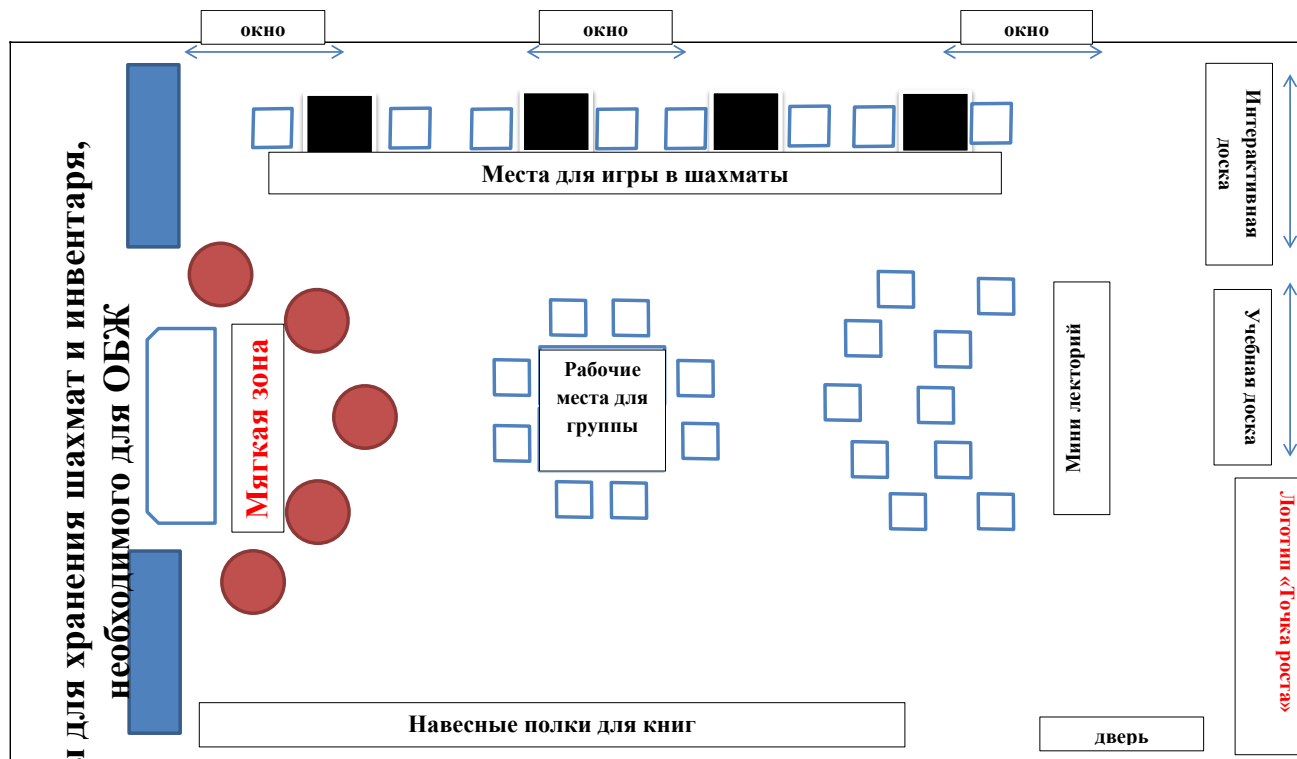 окно
окно
окно
для хранения шахмат и инвентаря,
необходимого для ОБЖ
Места для игры в шахматы
Интерактивная
доска
Мягкая зона
Рабочие
места для
группы
Мини лекторий
Учебная доска
Логотип «Точка
роста»
Навесные полки для книг
дверь